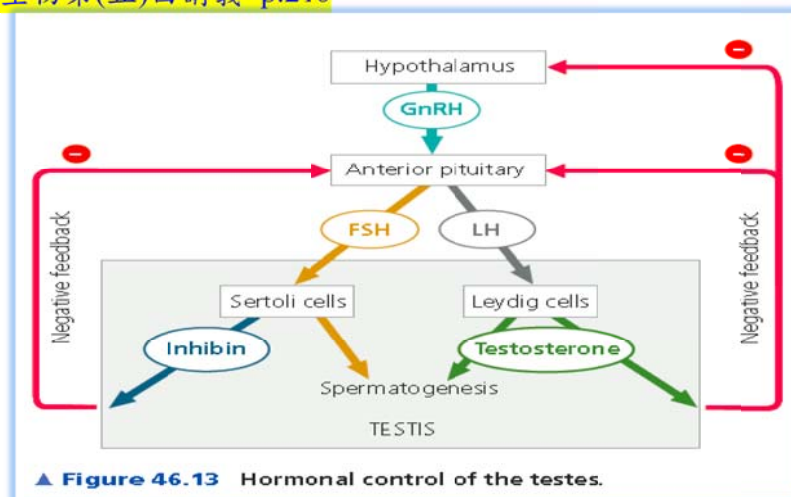 Hypothalamus
GnRH
Anterior pituitary
FSH
LH
Negative feedback
Negative feedback
Sertoli cells
Leydig cells
Inhibin
Testosterone
Spermatogenesis
TESTIS
▲ Figure 46.13 Hormonal control of the testes.